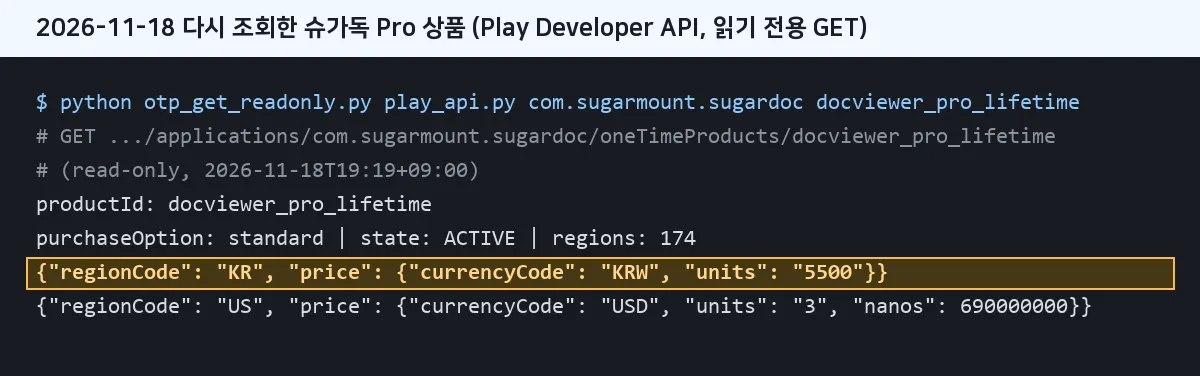 2026-11-18 다시 조회한 슈가독 Pro 상품 (Play Developer API, 읽기 전용 GET)
$ python otp_get_readonly.py play_api.py com.sugarmount.sugardoc docviewer_pro_lifetime
# GET .../applications/com.sugarmount.sugardoc/oneTimeProducts/docviewer_pro_lifetime
# (read-only, 2026-11-18T19:19+09:00)
productId: docviewer_pro_lifetime
purchaseOption: standard | state: ACTIVE | regions: 174
{"regionCode": "KR", "price": {"currencyCode": "KRW", "units": "5500"}}
{"regionCode": "US", "price": {"currencyCode": "USD", "units": "3", "nanos": 690000000}}